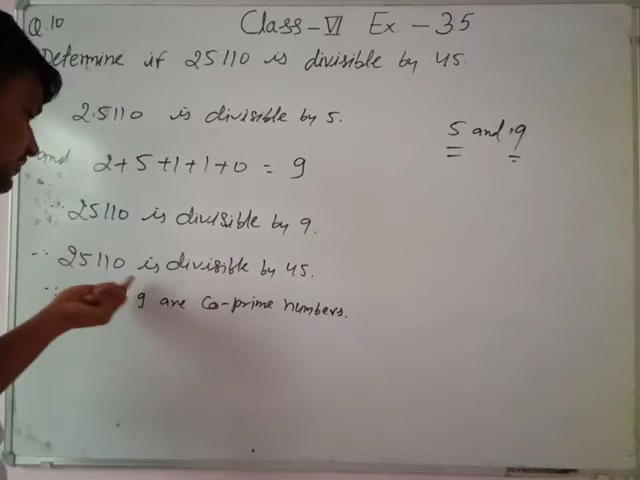 Q.10 Class-VI Ex. - 35
Determine if 25110 is divisible by 45.
25110 is divisible by 5.
5 and 9
and 2+5+1+1+0 = 9
∴ 25110 is divisible by 9.
∴ 25110 is divisible by 45.
9 are Co-prime numbers.